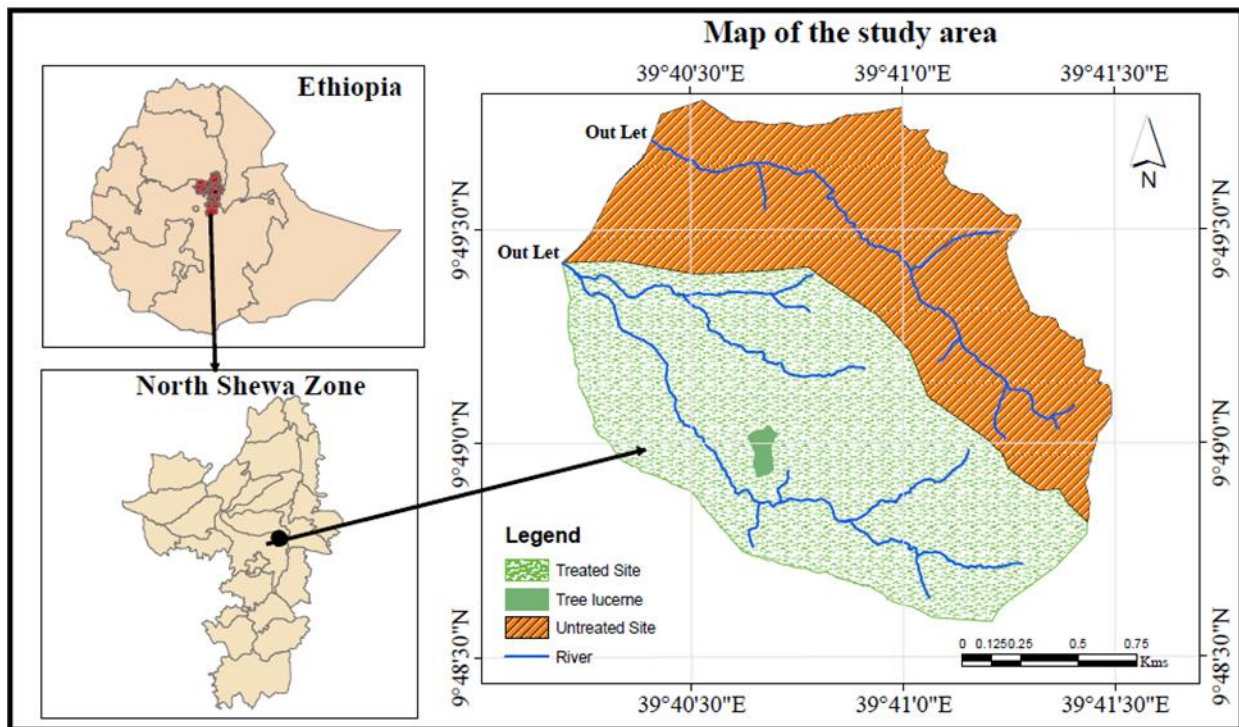 Map of the study area
Ethiopia
North Shewa Zone
39°40'30"E 39°41'0"E 39°41'30"E
Out Let
Out Let
N
9°49'30"N
9°49'0"N
9°48'30"N
9°49'30"N
9°49'0"N
9°48'30"N
Legend
Treated Site
Tree lucerne
Untreated Site
River
0 0.125 0.25 0.5 0.75
Kms
39°40'30"E 39°41'0"E 39°41'30"E